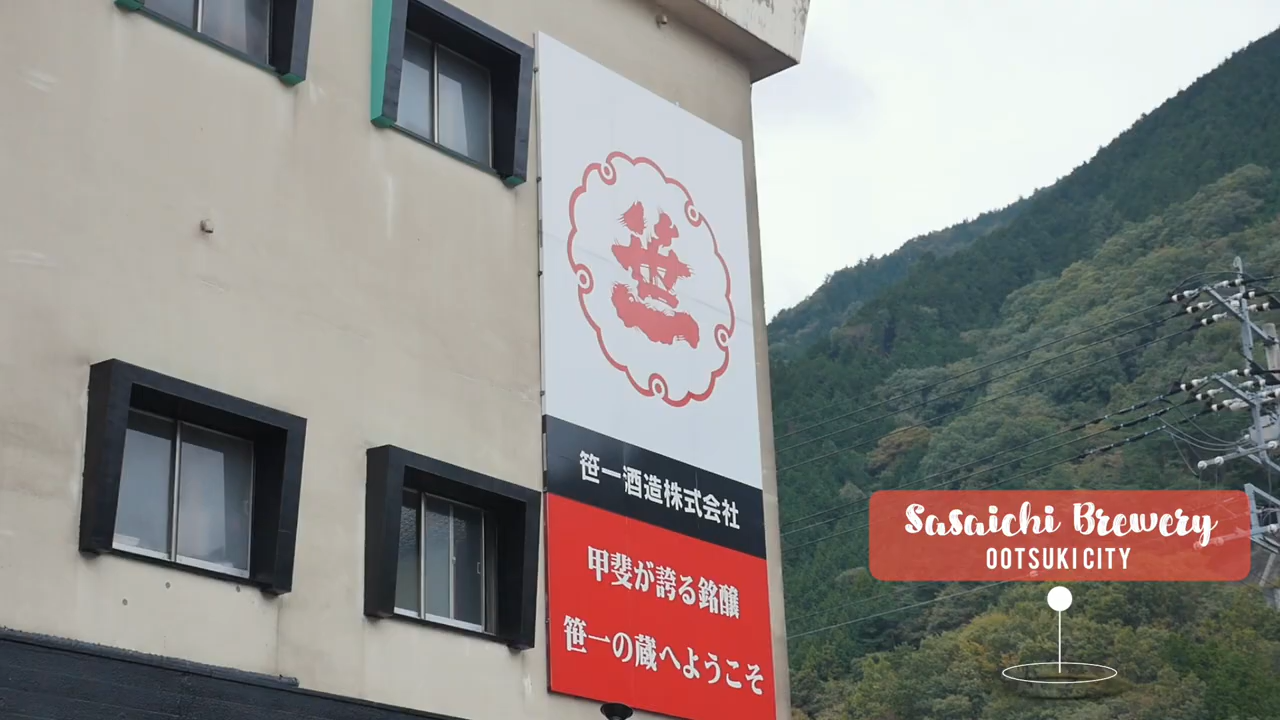 笹一
笹一酒造株式会社
甲斐が誇る銘醸
笹一の蔵へようこそ
Sasaichi Brewery
OOTSUKI CITY